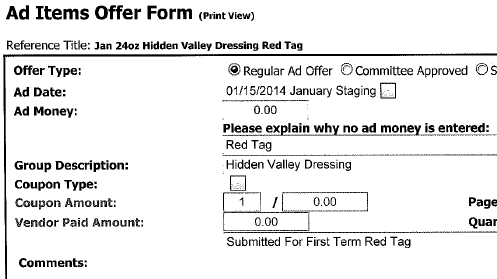 Ad Items Offer Form (Print View)
Reference Title: Jan 24oz Hidden Valley Dressing Red Tag
Offer Type: Regular Ad Offer Committee Approved S
Ad Date: 01/15/2014 January Staging
Ad Money: 0.00
Please explain why no ad money is entered:
Red Tag
Group Description: Hidden Valley Dressing
Coupon Type:
Coupon Amount: 1 / 0.00 Page
Vendor Paid Amount: 0.00 Quar
Submitted For First Term Red Tag
Comments: